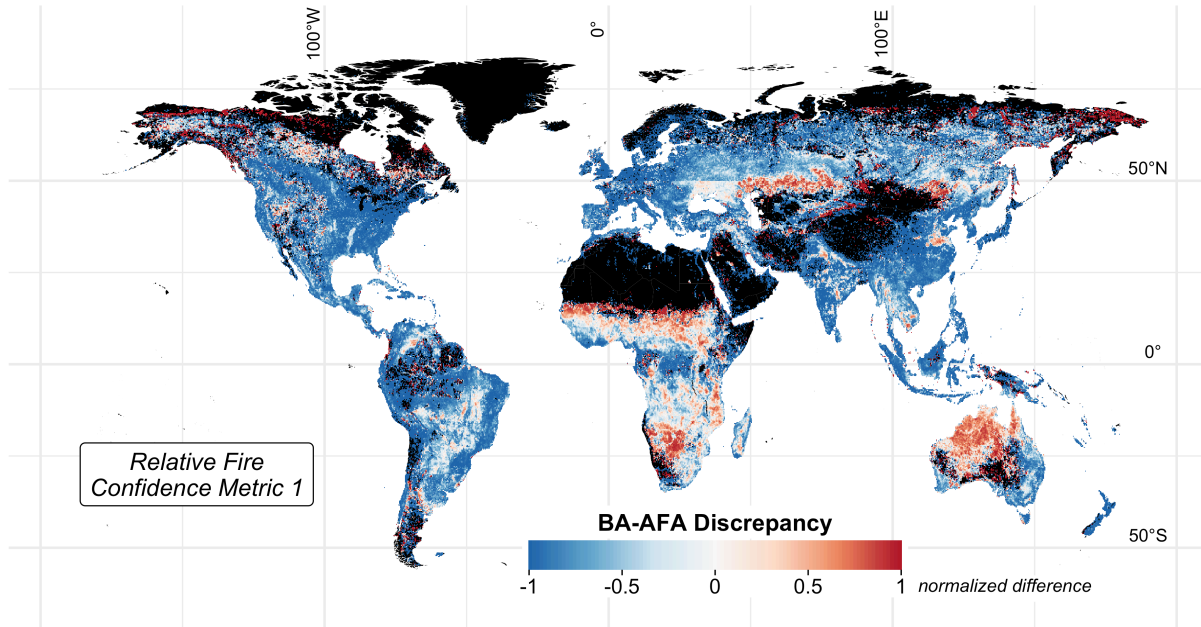 100°W
0°
100°E
50°N
0°
50°S
Relative Fire
Confidence Metric 1
BA-AFA Discrepancy
-1 -0.5 0 0.5 1 normalized difference